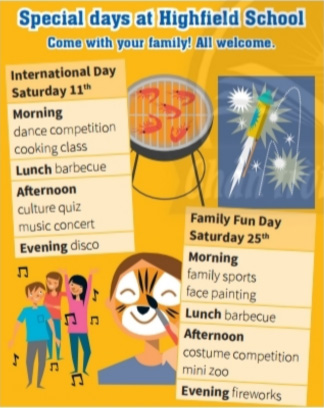 Special days at Highfield School
Come with your family! All welcome.
International Day
Saturday 11th
Morning
dance competition
cooking class
Lunch barbecue
Afternoon
culture quiz
music concert
Evening disco
Family Fun Day
Saturday 25th
Morning
family sports
face painting
Lunch barbecue
Afternoon
costume competition
mini zoo
Evening fireworks